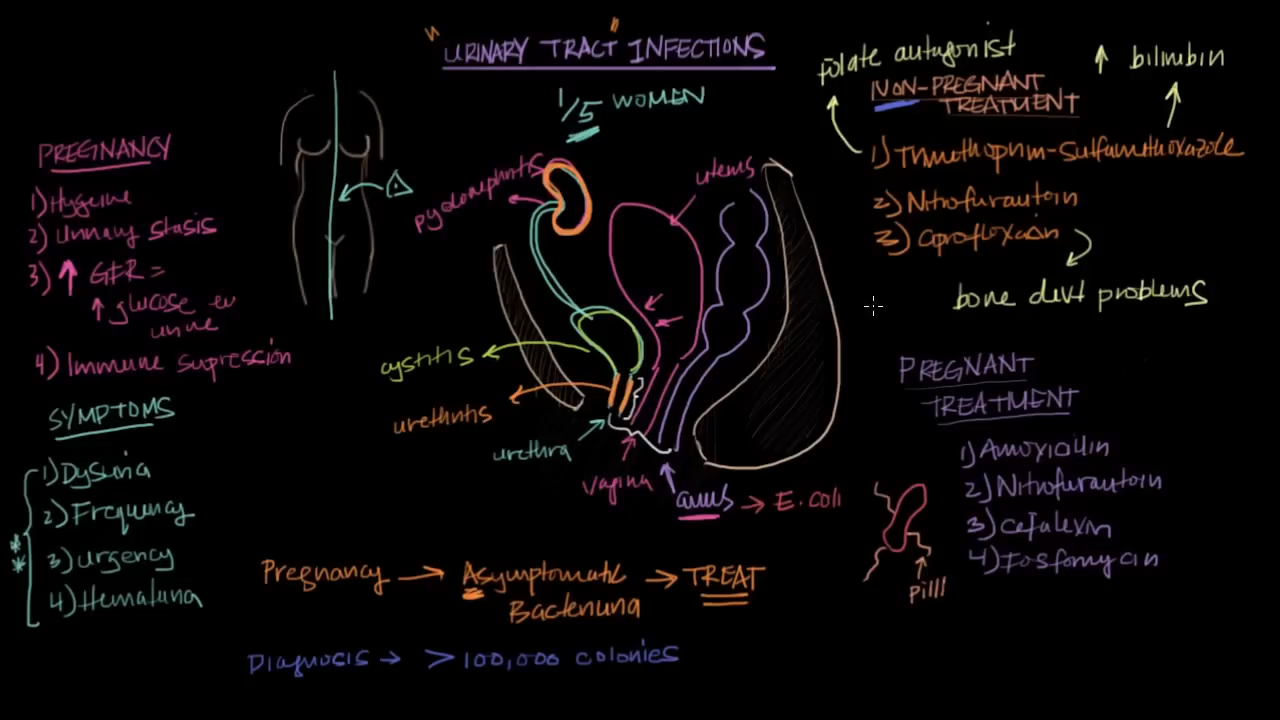 "URINARY TRACT INFECTIONS"
1/5 WOMEN
PREGNANCY
1) Hygeine
2) Urinary stasis
3) ↑ GFR =
↑ glucose en
urine
4) Immune supression
SYMPTOMS
1) Dysuria
2) Frequency
3) Urgency
4) Hematuria
pyelonephritis
uterus
cystitis
urethritis
urethra
vagina
anus → E. coli
Pregnancy → Asymptomatic → TREAT
Bacteriuria
Diagnosis → > 100,000 colonies
folate antagonist
↑ bilirubin
NON-PREGNANT
TREATMENT
1) Trimethoprim-Sulfamethoxazole
2) Nitrofurantoin
3) Ciprofloxacin
bone devt problems
PREGNANT
TREATMENT
1) Amoxicillin
2) Nitrofurantoin
3) Cefalexin
4) Fosfomycin
Pilli